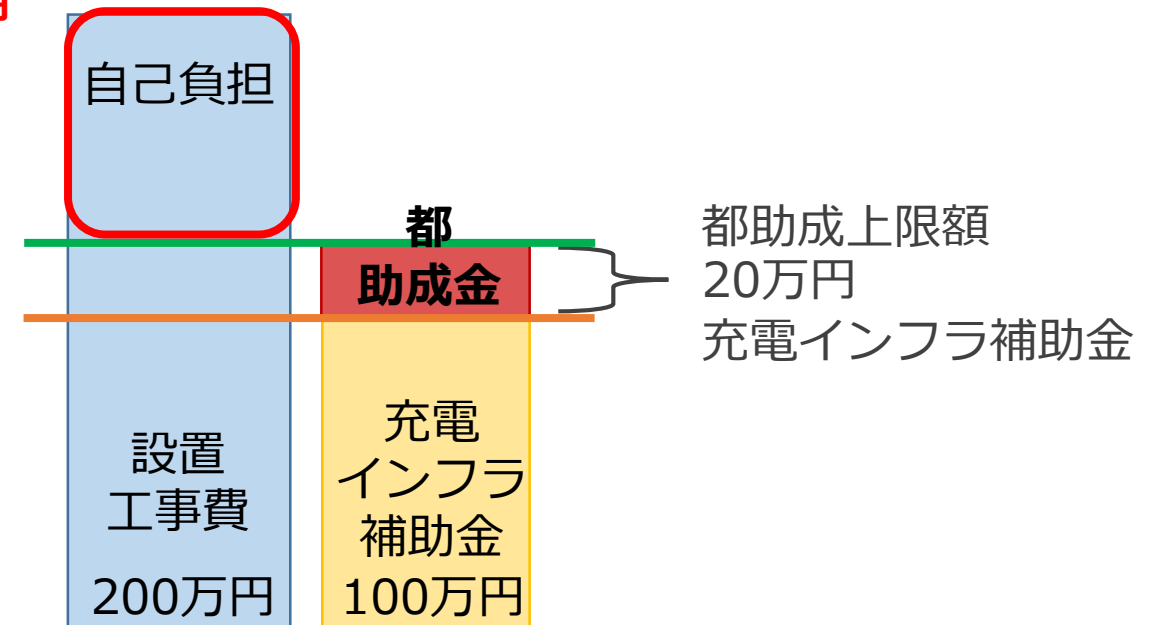 自己負担
都
助成金
都助成上限額
20万円
充電インフラ補助金
設置
工事費
200万円
充電
インフラ
補助金
100万円